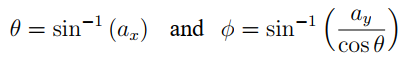 θ = sin⁻¹ (aₓ) and ϕ = sin⁻¹ (a_y / cos θ)